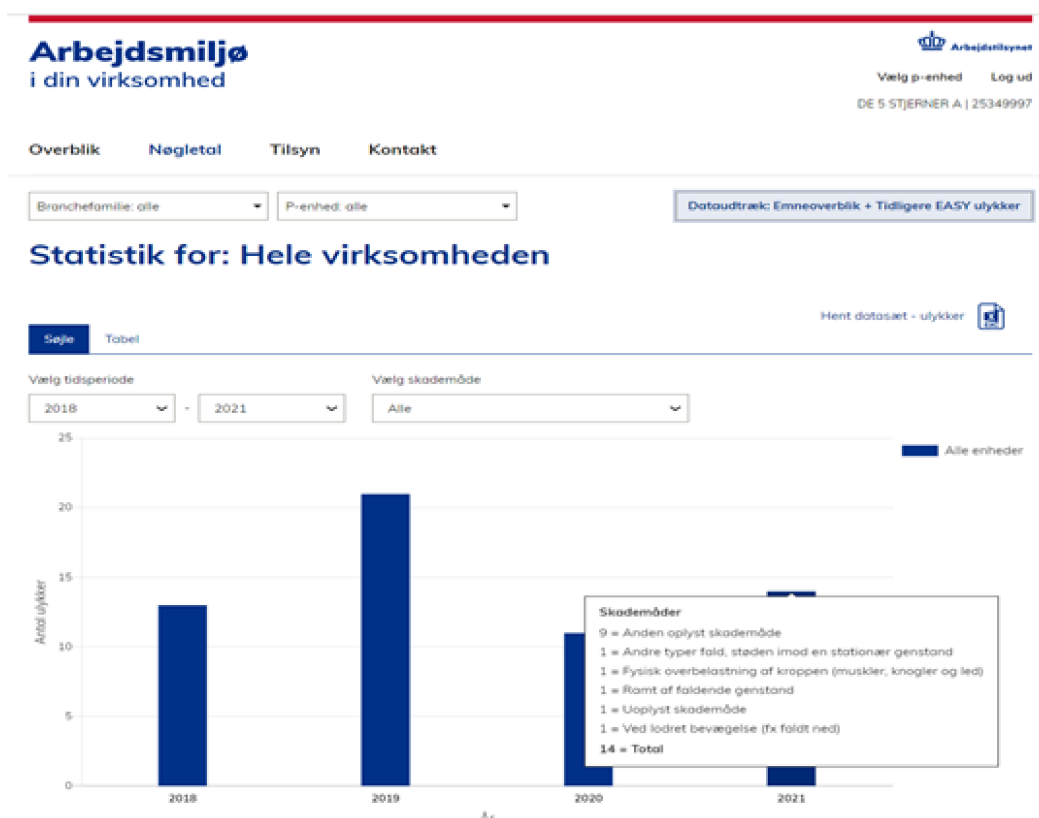 Arbejdsmiljø
i din virksomhed
Arbejdstilsynet
Vælg p-enhed Log ud
DE 5 STJERNER A | 25349997
Overblik Nøgletal Tilsyn Kontakt
Branchefamilie: alle P-enhed: alle Dataudtræk: Emneoverblik + Tidligere EASY ulykker
Statistik for: Hele virksomheden
Hent datasæt - ulykker
Søjle Tabel
Vælg tidsperiode Vælg skademåde
2018 - 2021 Alle
25
Alle enheder
20
15
10
5
0
Antal ulykker
Skademåder
9 = Anden oplyst skademåde
1 = Andre typer fald, støden imod en stationær genstand
1 = Fysisk overbelastning af kroppen (muskler, knogler og led)
1 = Ramt af faldende genstand
1 = Uoplyst skademåde
1 = Ved lodret bevægelse (fx faldt ned)
14 = Total
2018 2019 2020 2021